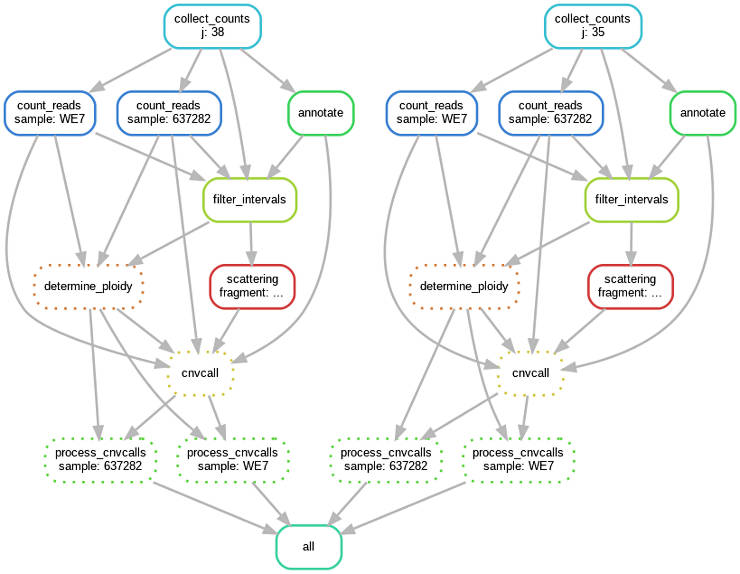 collect_counts
j: 38
collect_counts
j: 35
count_reads
sample: WE7
count_reads
sample: 637282
annotate
count_reads
sample: WE7
count_reads
sample: 637282
annotate
filter_intervals
filter_intervals
determine_ploidy
scattering
fragment: ...
determine_ploidy
scattering
fragment: ...
cnvcall
cnvcall
process_cnvcalls
sample: 637282
process_cnvcalls
sample: WE7
process_cnvcalls
sample: 637282
process_cnvcalls
sample: WE7
all